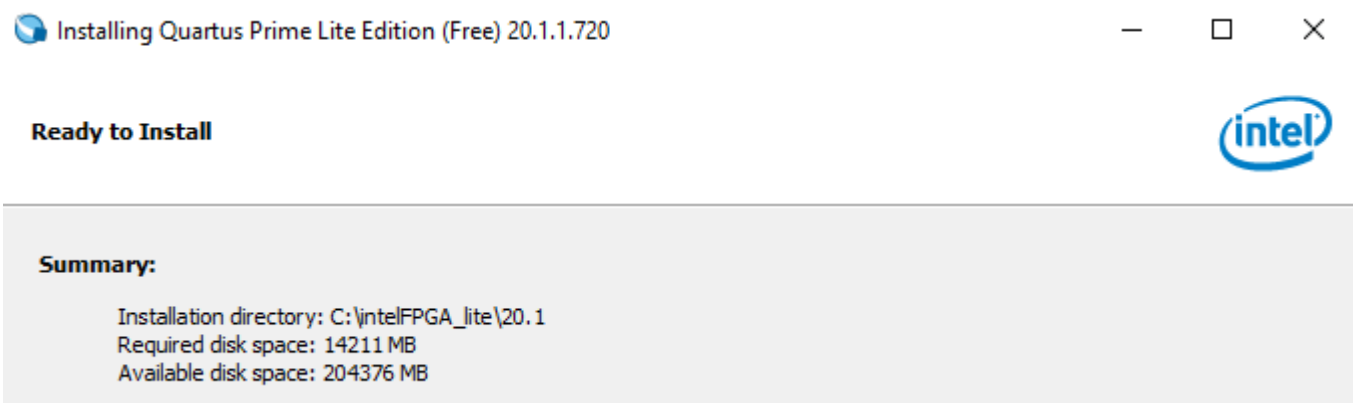 Installing Quartus Prime Lite Edition (Free) 20.1.1.720
Ready to Install
intel
Summary:
Installation directory: C:\intelFPGA_lite\20.1
Required disk space: 14211 MB
Available disk space: 204376 MB